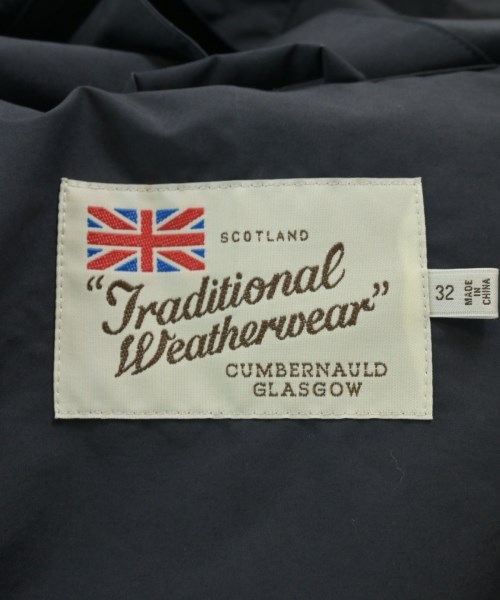 SCOTLAND
"Traditional
Weatherwear"
CUMBERNAULD
GLASGOW
32
MADE
IN
CHINA